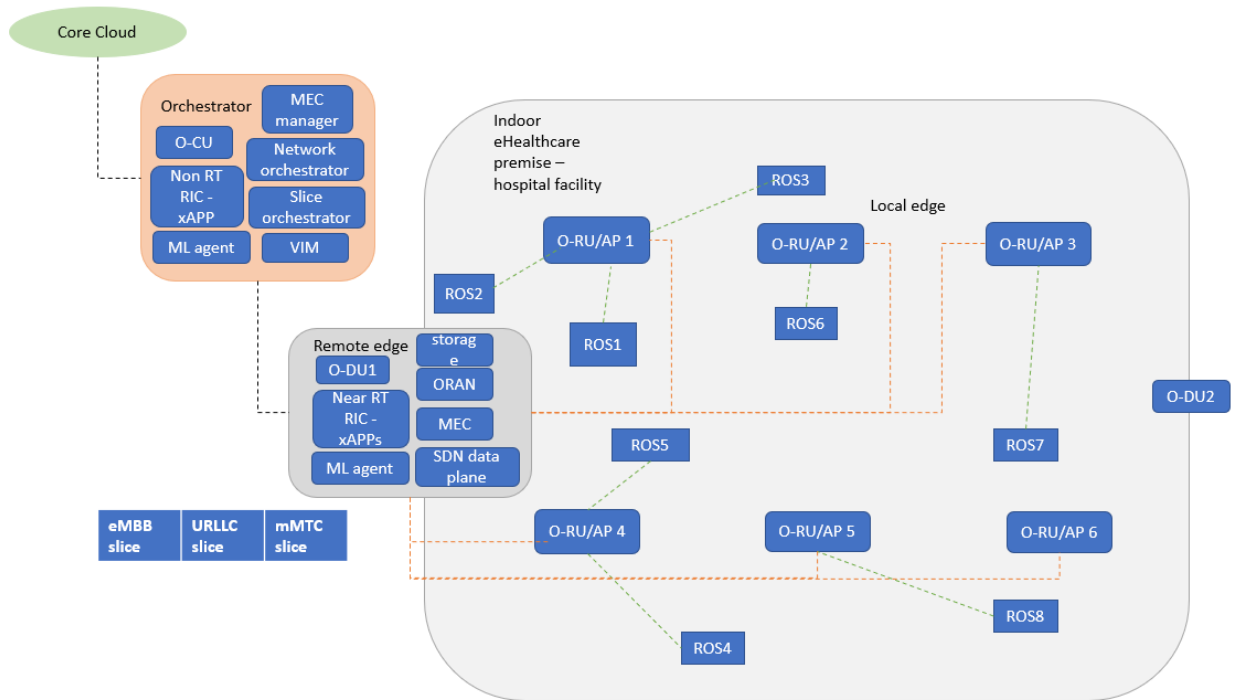 Core Cloud
Orchestrator
MEC
manager
O-CU
Network
orchestrator
Non RT
RIC -
xAPP
Slice
orchestrator
ML agent
VIM
Indoor
eHealthcare
premise –
hospital facility
ROS3
Local edge
O-RU/AP 1
O-RU/AP 2
O-RU/AP 3
ROS2
ROS1
ROS6
Remote edge
storag
e
O-DU1
ORAN
Near RT
RIC -
xAPPs
MEC
ML agent
SDN data
plane
O-DU2
ROS5
ROS7
eMBB
slice
URLLC
slice
mMTC
slice
O-RU/AP 4
O-RU/AP 5
O-RU/AP 6
ROS8
ROS4